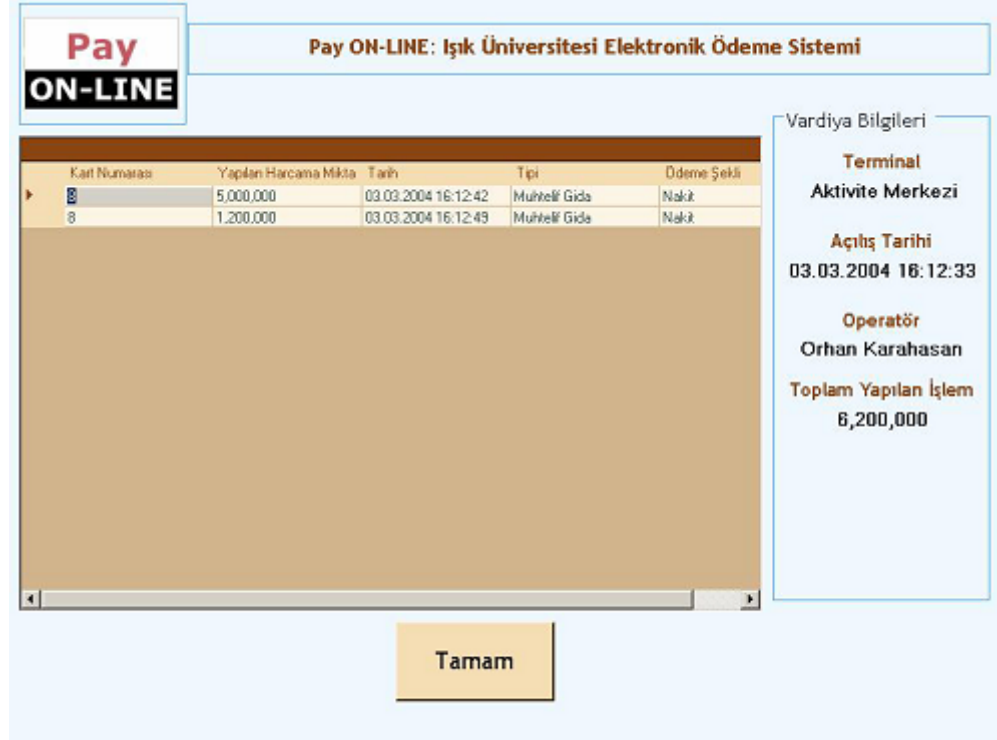 Pay
ON-LINE
Pay ON-LINE: Işık Üniversitesi Elektronik Ödeme Sistemi
Kart Numarası Yapılan Harcama Mikta Tarih Tipi Ödeme Şekli
8 5,000,000 03.03.2004 16:12:42 Muhtelif Gida Nakit
8 1,200,000 03.03.2004 16:12:49 Muhtelif Gida Nakit
Vardiya Bilgileri
Terminal
Aktivite Merkezi
Açılış Tarihi
03.03.2004 16:12:33
Operatör
Orhan Karahasan
Toplam Yapılan İşlem
6,200,000
Tamam